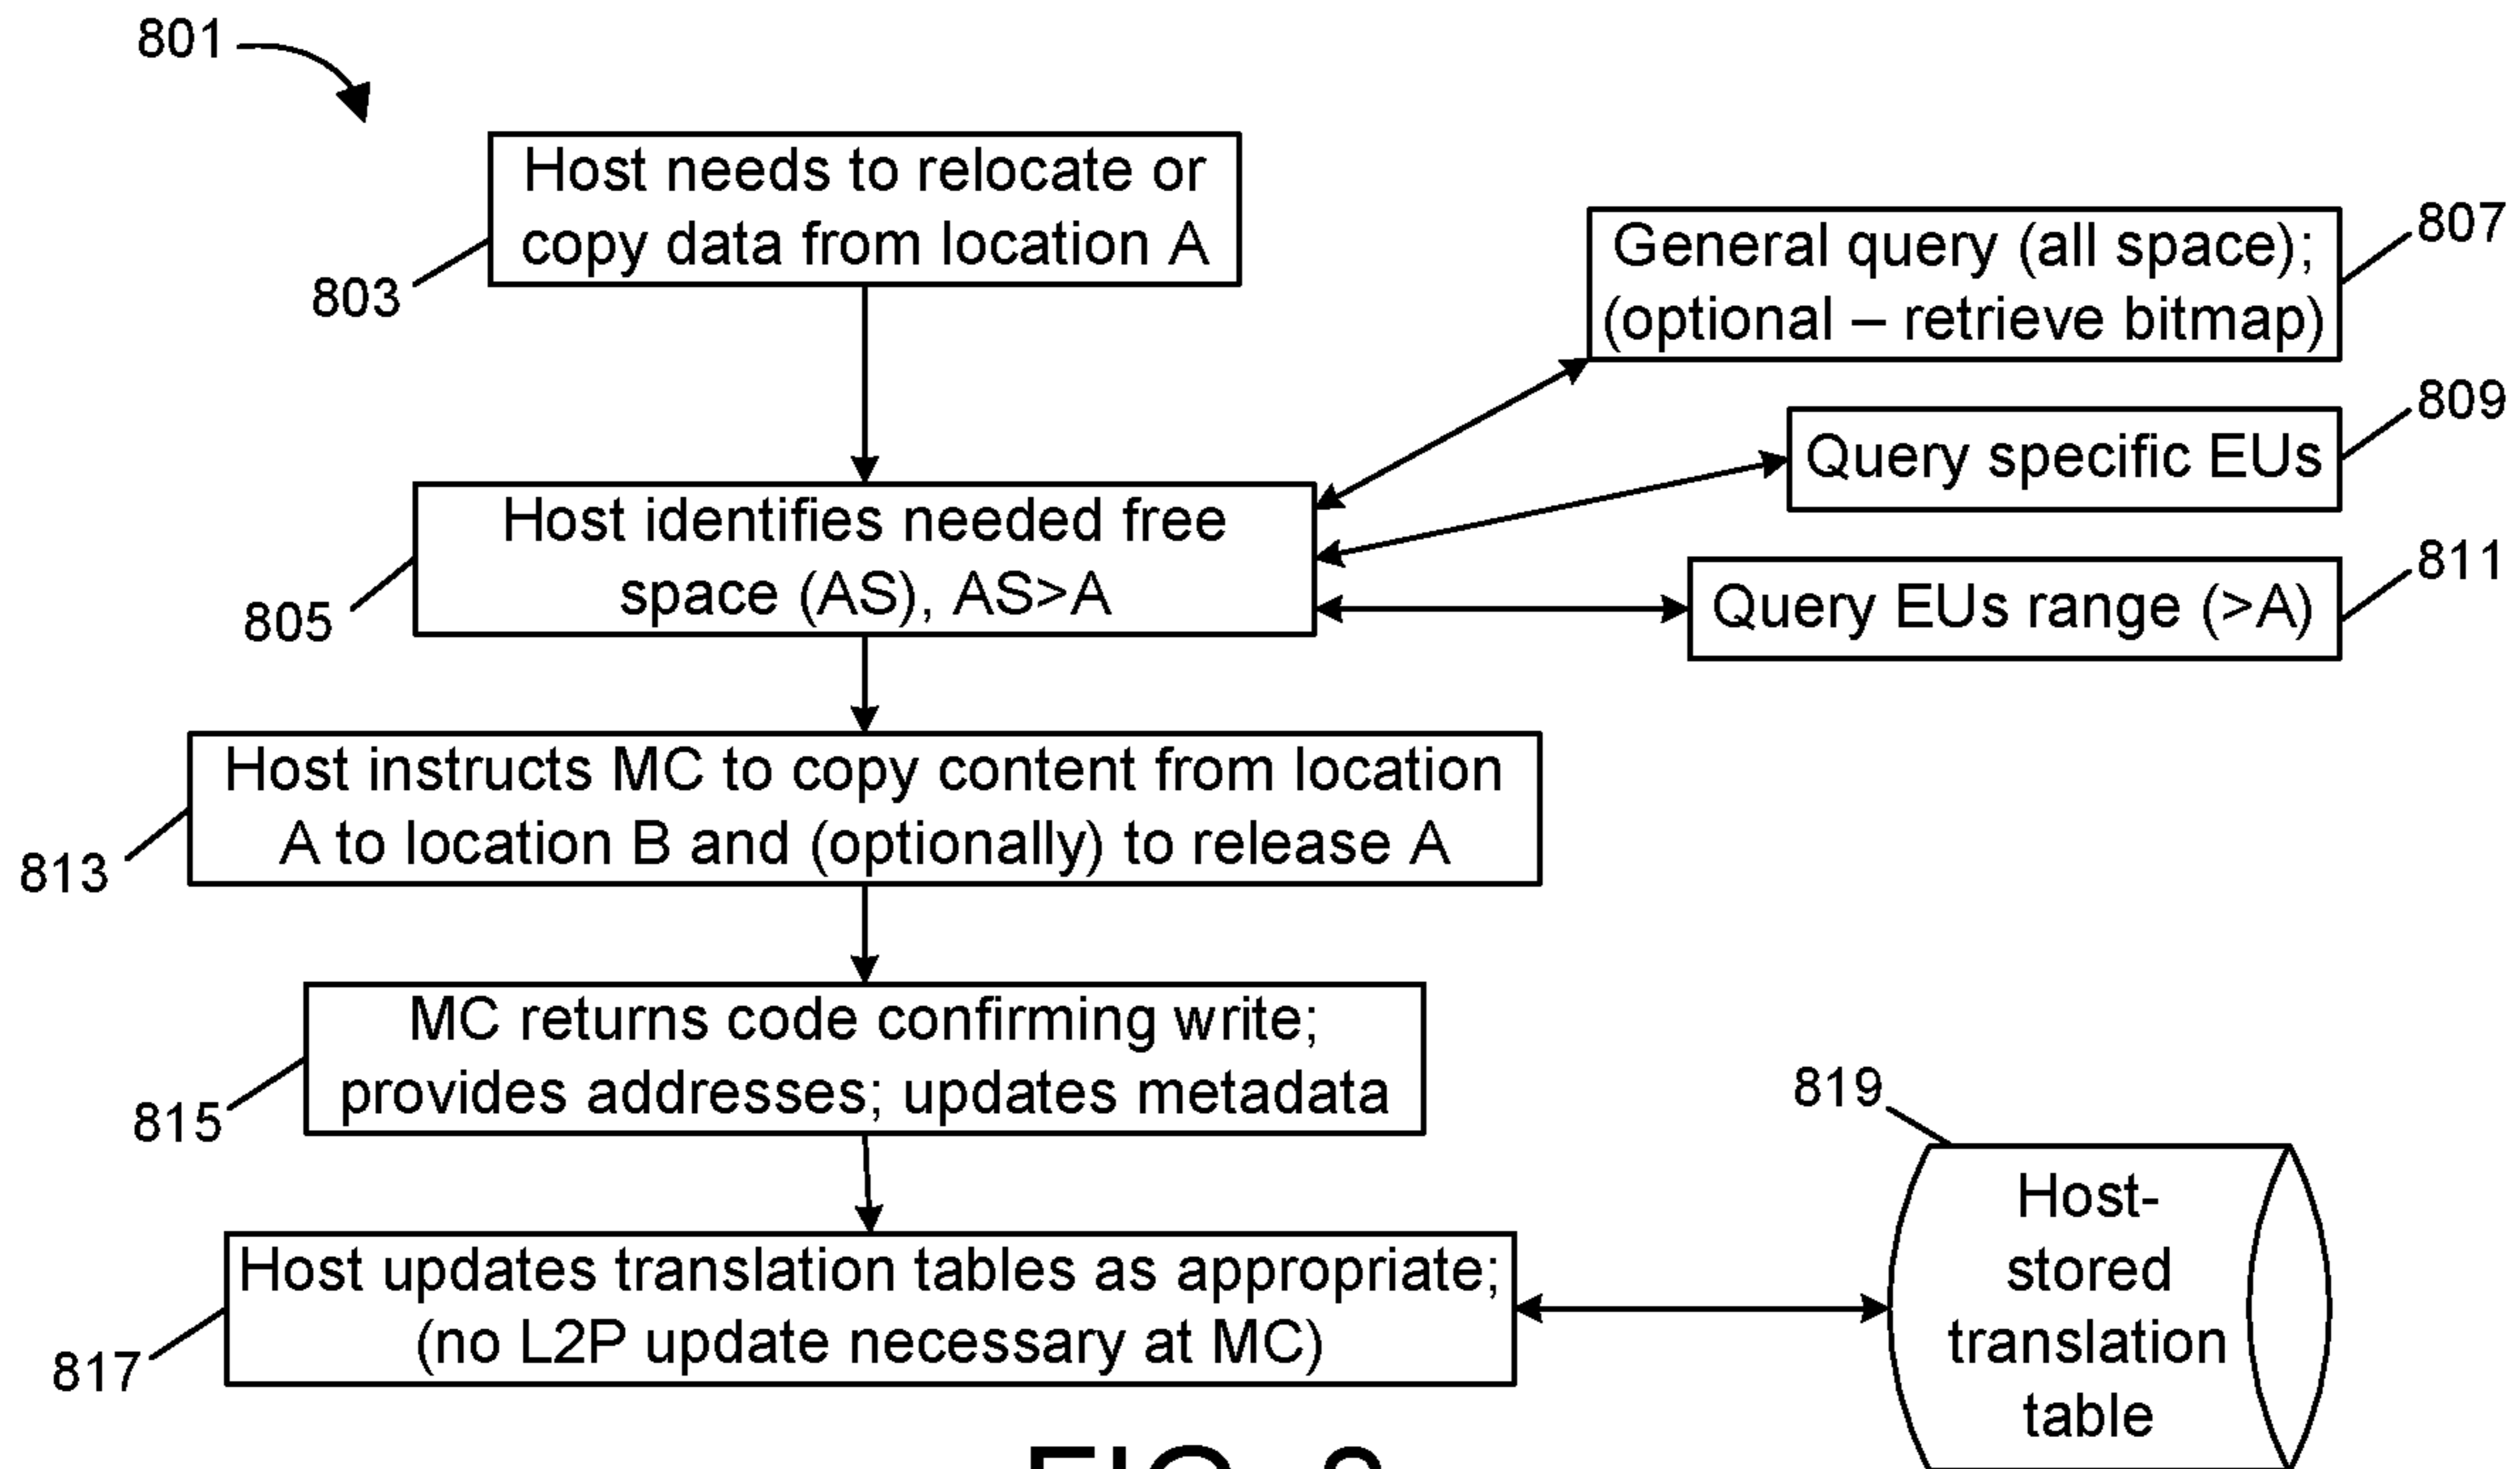 801
Host needs to relocate or
copy data from location A
803
General query (all space);
(optional – retrieve bitmap)
807
Query specific EUs
809
Host identifies needed free
space (AS), AS>A
805
Query EUs range (>A)
811
Host instructs MC to copy content from location
A to location B and (optionally) to release A
813
MC returns code confirming write;
provides addresses; updates metadata
815
819
Host updates translation tables as appropriate;
(no L2P update necessary at MC)
817
Host-
stored
translation
table